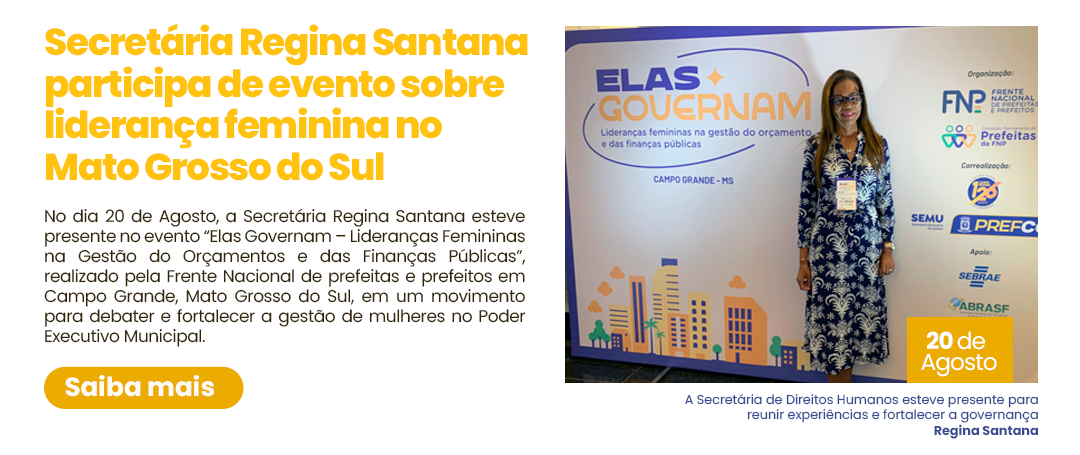 Secretária Regina Santana
participa de evento sobre
liderança feminina no
Mato Grosso do Sul
No dia 20 de Agosto, a Secretária Regina Santana esteve
presente no evento “Elas Governam – Lideranças Femininas
na Gestão do Orçamentos e das Finanças Públicas”,
realizado pela Frente Nacional de prefeitas e prefeitos em
Campo Grande, Mato Grosso do Sul, em um movimento
para debater e fortalecer a gestão de mulheres no Poder
Executivo Municipal.
Saiba mais
ELAS
GOVERNAM
Lideranças femininas na gestão do orçamento
e das finanças públicas
CAMPO GRANDE - MS
Organização:
FNP FRENTE
NACIONAL
DE PREFEITAS
E PREFEITOS
Prefeitas
da FNP
Correalização:
126
SEMU
PREFC
Apoio:
SEBRAE
ABRASF
ELAS
20 de
Agosto
A Secretária de Direitos Humanos esteve presente para
reunir experiências e fortalecer a governança
Regina Santana